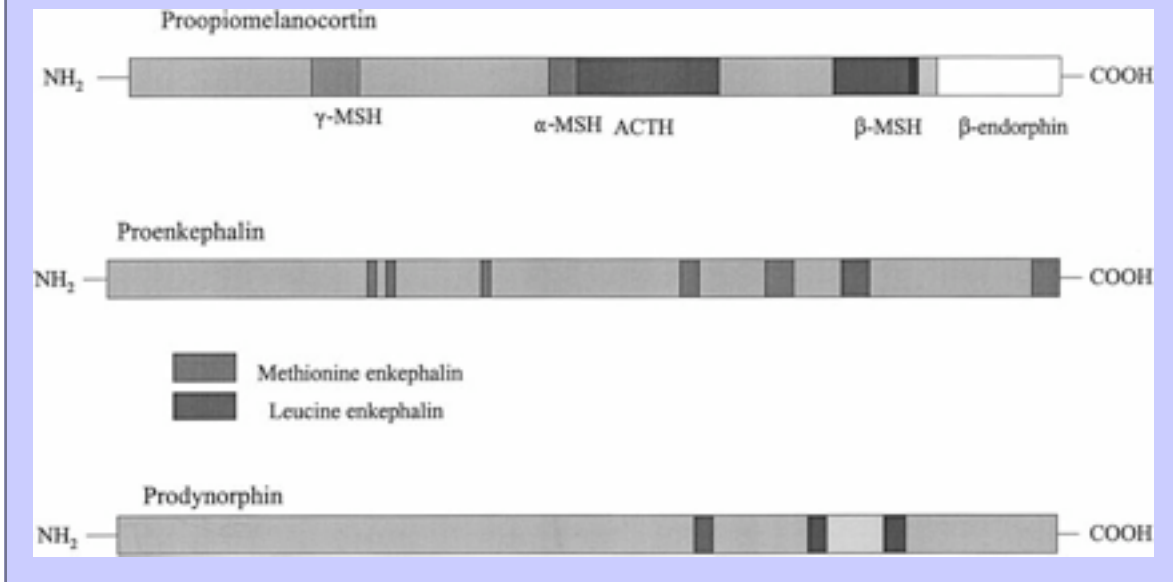 Proopiomelanocortin
NH₂ COOH
γ-MSH α-MSH ACTH β-MSH β-endorphin
Proenkephalin
NH₂ COOH
Methionine enkephalin
Leucine enkephalin
Prodynorphin
NH₂ COOH